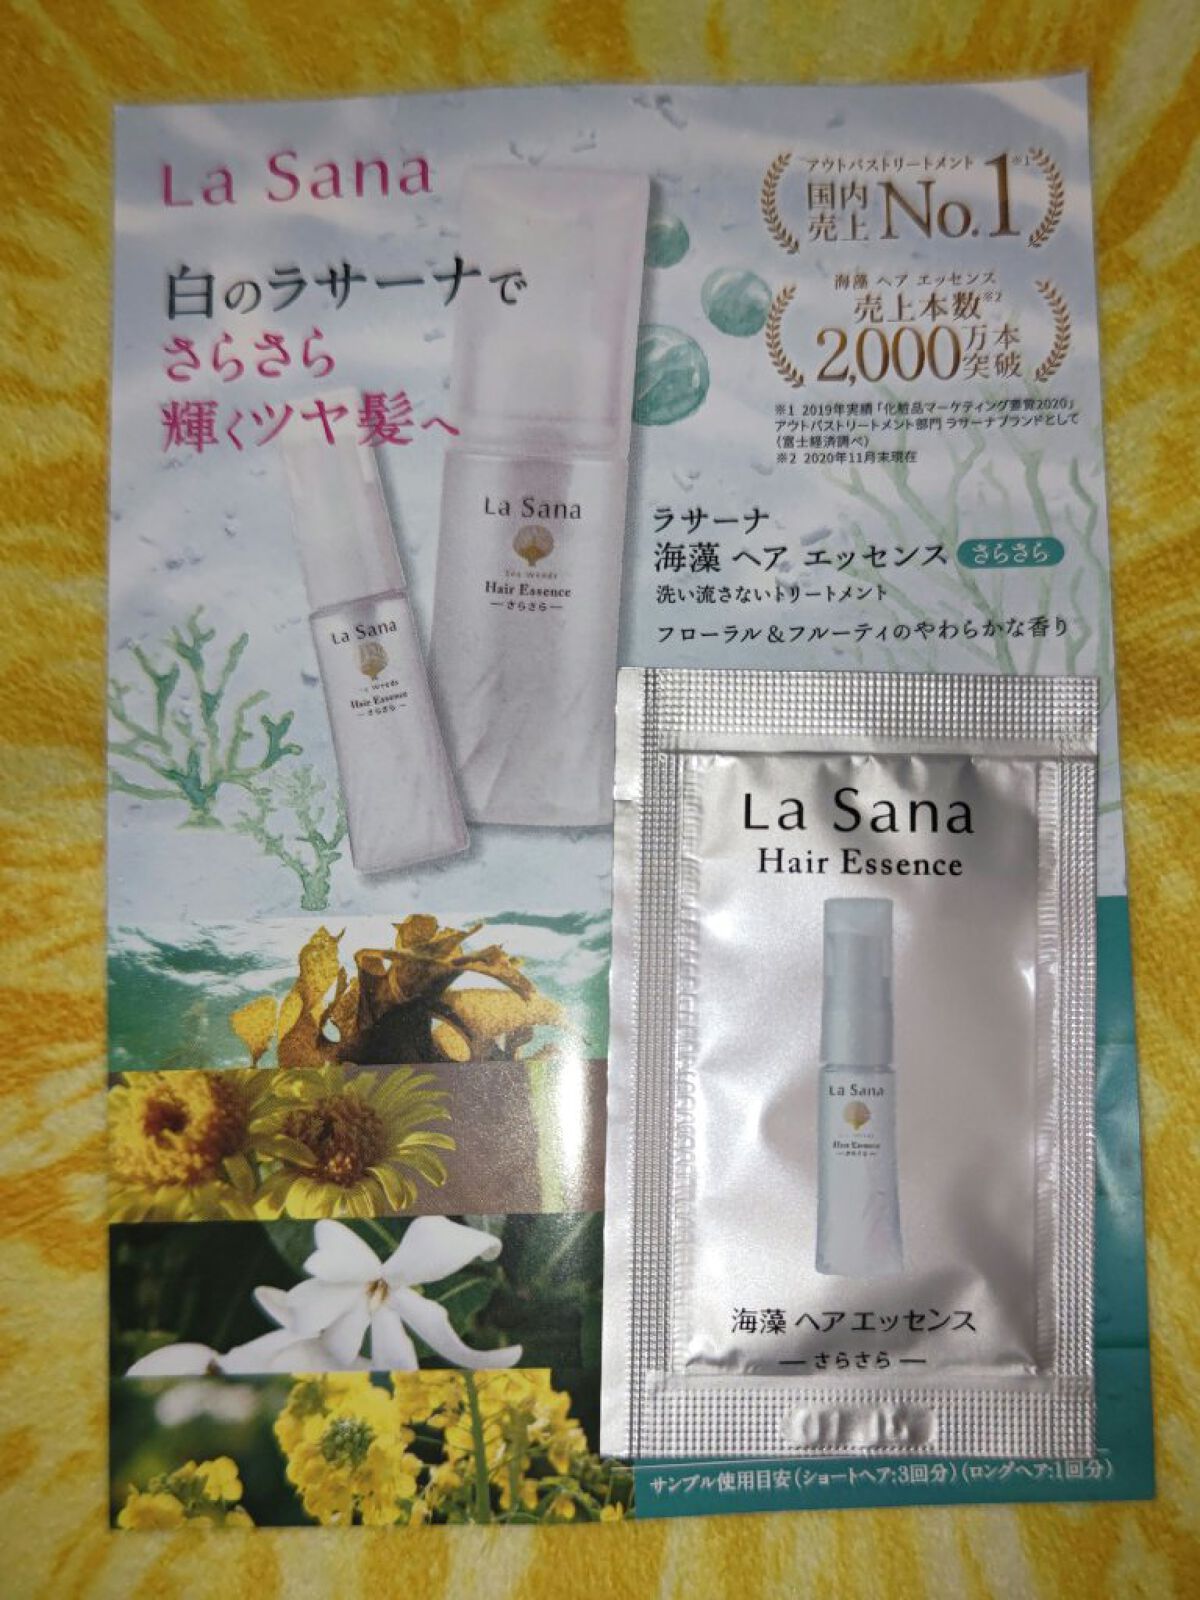 La Sana
白のラサーナで
さらさら
輝くツヤ髪へ
アウトバストリートメント
国内
売上 No.1※1
海藻 ヘア エッセンス
売上本数※2
2,000万本
突破
※1 2019年実績「化粧品マーケティング要覧2020」
アウトバストリートメント部門 ラサーナブランドとして
(富士経済調べ)
※2 2020年11月末現在
ラサーナ
海藻 ヘア エッセンス さらさら
洗い流さないトリートメント
フローラル&フルーティのやわらかな香り
La Sana
Sea Weeds
Hair Essence
—さらさら—
La Sana
Hair Essence
—さらさら—
La Sana
Hair Essence
La Sana
Hair Essence
—さらさら—
海藻 ヘア エッセンス
— さらさら —
サンプル使用目安(ショートヘア:3回分)(ロングヘア:1回分)